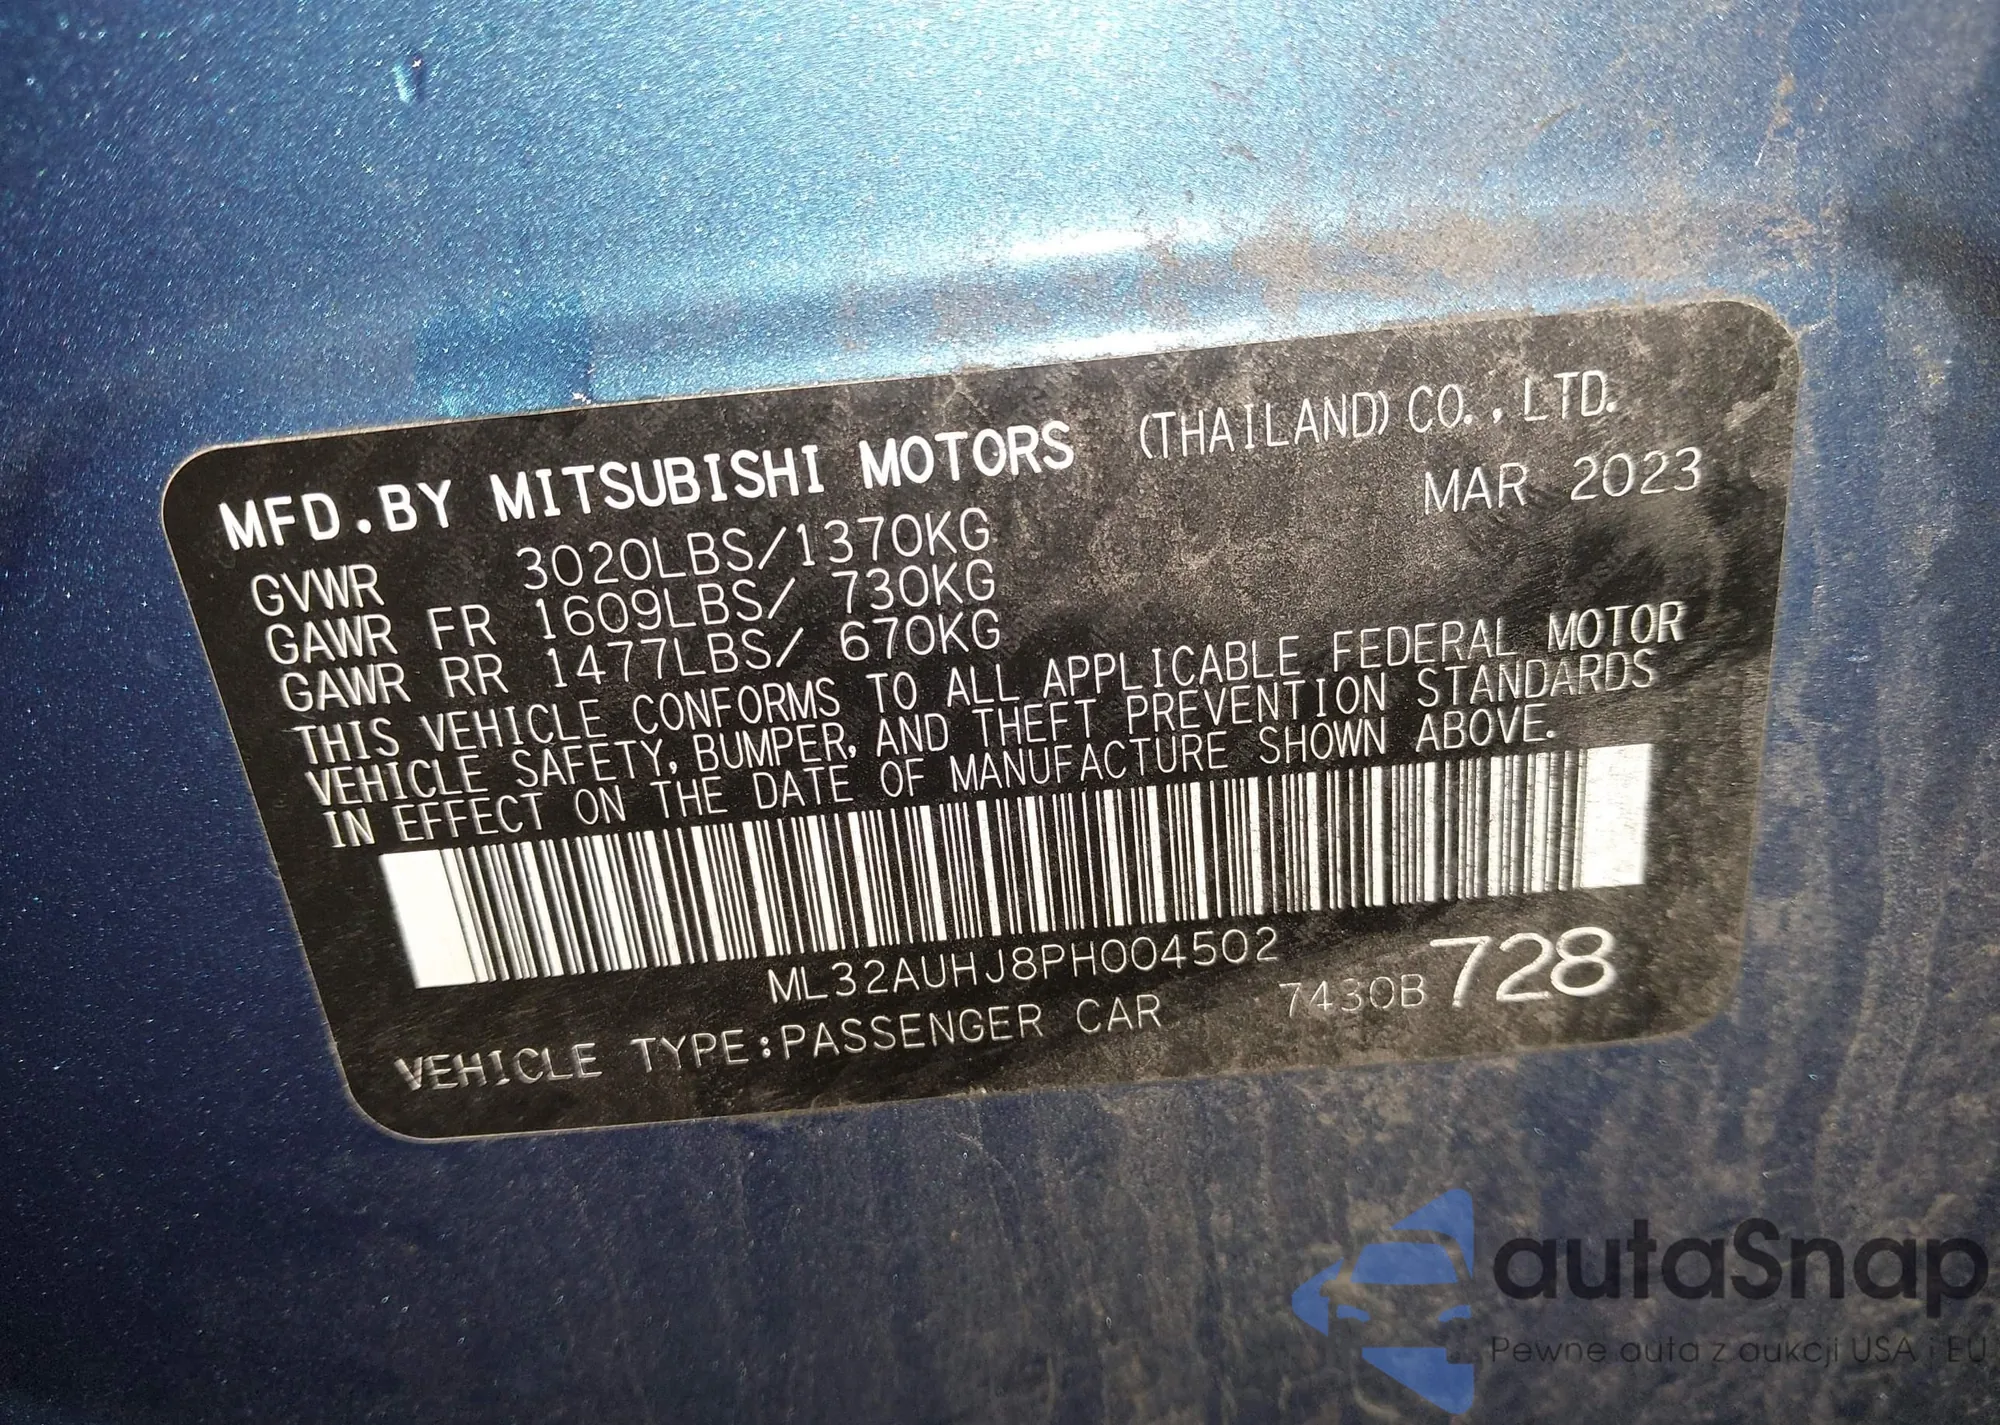 MFD.BY MITSUBISHI MOTORS (THAILAND) CO., LTD.
MAR 2023
GVWR 3020LBS/1370KG
GAWR FR 1609LBS/ 730KG
GAWR RR 1477LBS/ 670KG
THIS VEHICLE CONFORMS TO ALL APPLICABLE FEDERAL MOTOR
VEHICLE SAFETY, BUMPER, AND THEFT PREVENTION STANDARDS
IN EFFECT ON THE DATE OF MANUFACTURE SHOWN ABOVE.
ML32AUHJ8PH004502
VEHICLE TYPE:PASSENGER CAR 7430B 728
autaSnap
Pewne auta z aukcji USA i EU